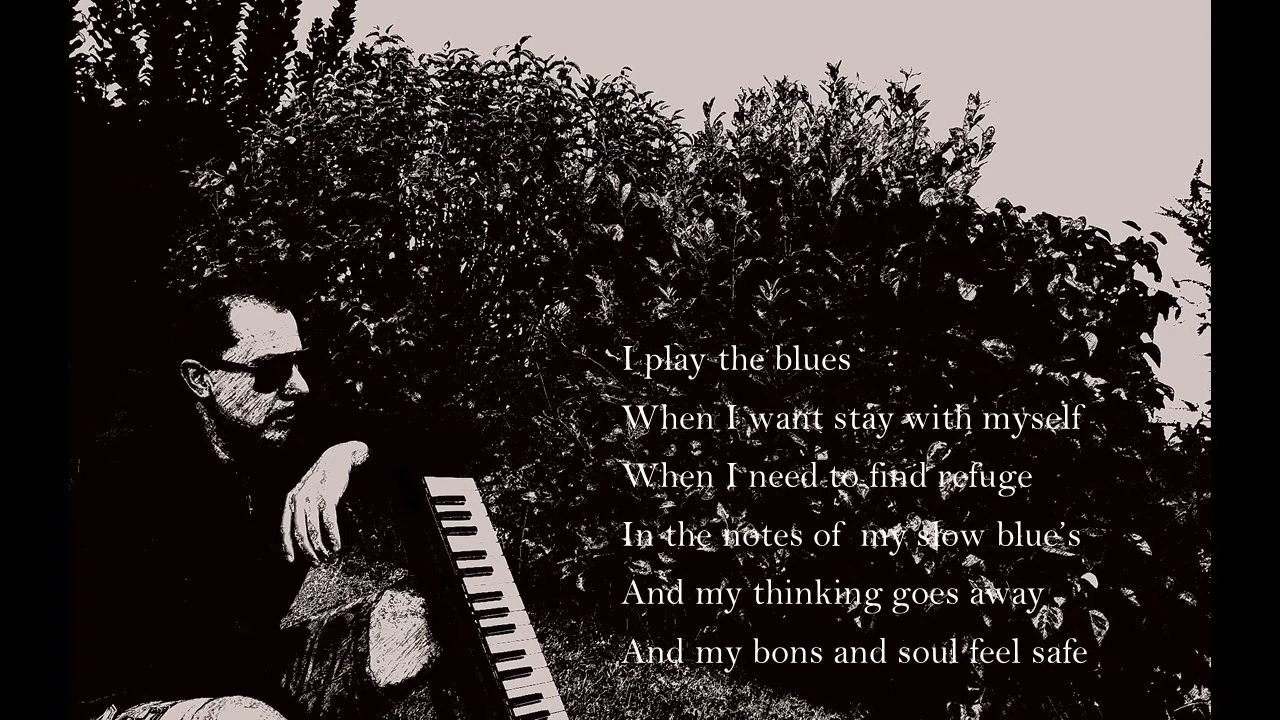 I play the blues
When I want stay with myself
When I need to find refuge
In the notes of my slow blue's
And my thinking goes away
And my bons and soul feel safe